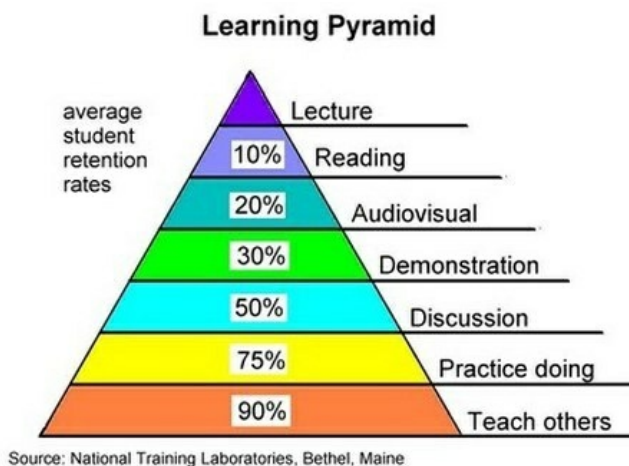 Learning Pyramid
average
student
retention
rates
Lecture
10% Reading
20% Audiovisual
30% Demonstration
50% Discussion
75% Practice doing
90% Teach others
Source: National Training Laboratories, Bethel, Maine